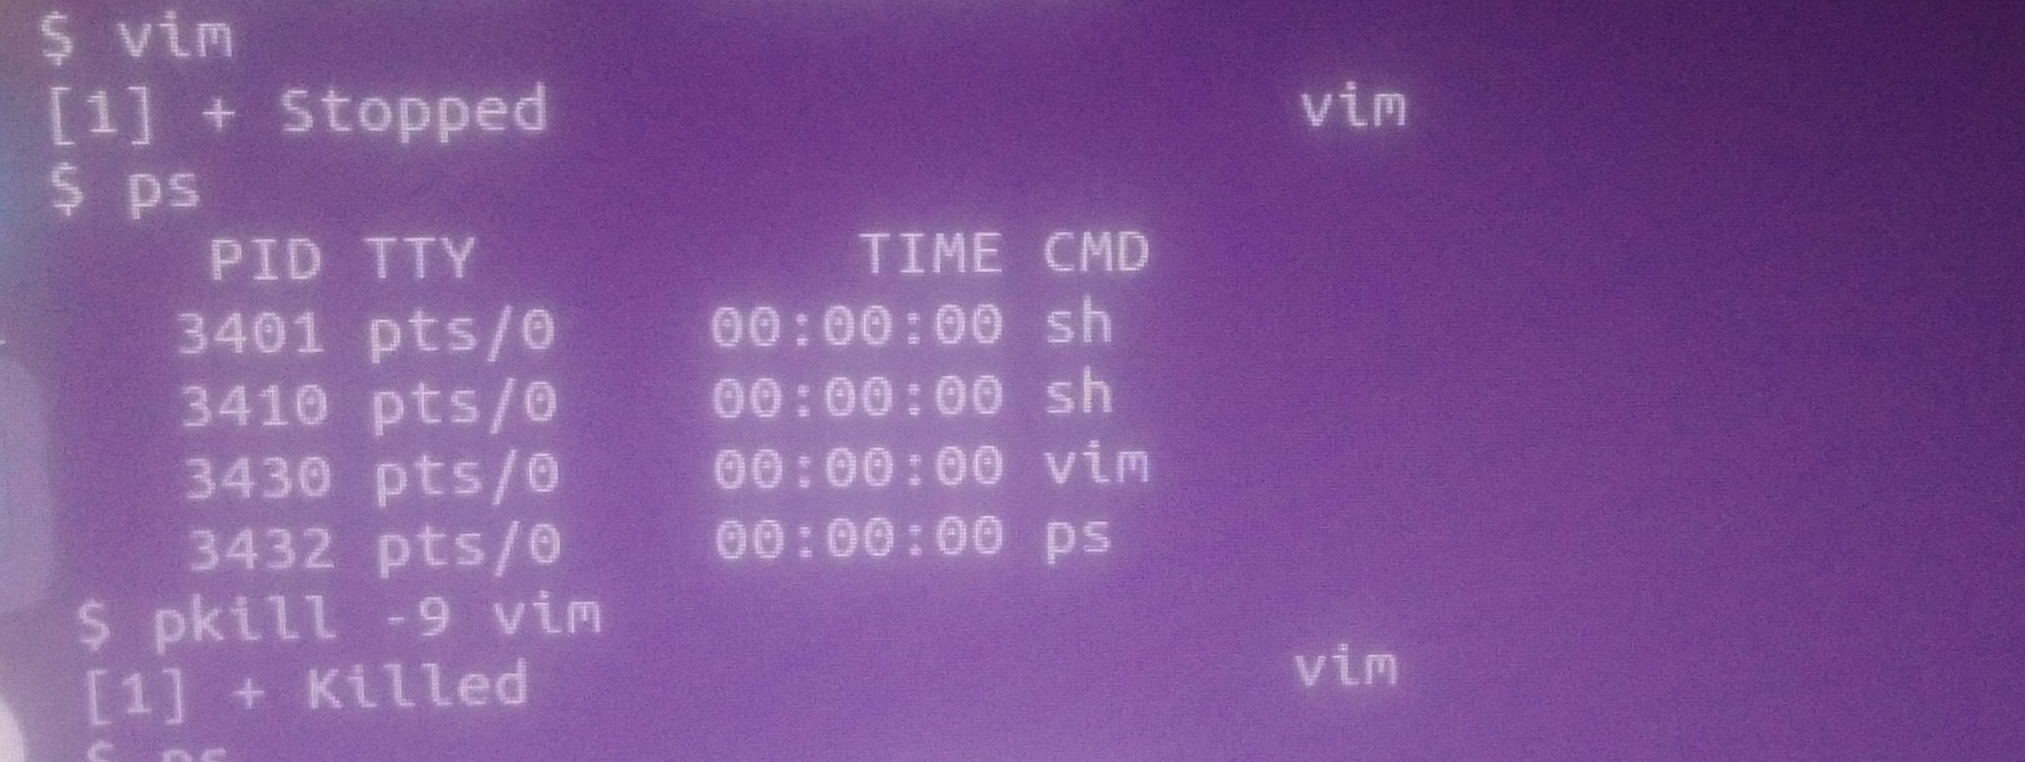 $ vim
[1] + Stopped                    vim
$ ps
    PID TTY          TIME CMD
   3401 pts/0    00:00:00 sh
   3410 pts/0    00:00:00 sh
   3430 pts/0    00:00:00 vim
   3432 pts/0    00:00:00 ps
$ pkill -9 vim
[1] + Killed                     vim
$ ps